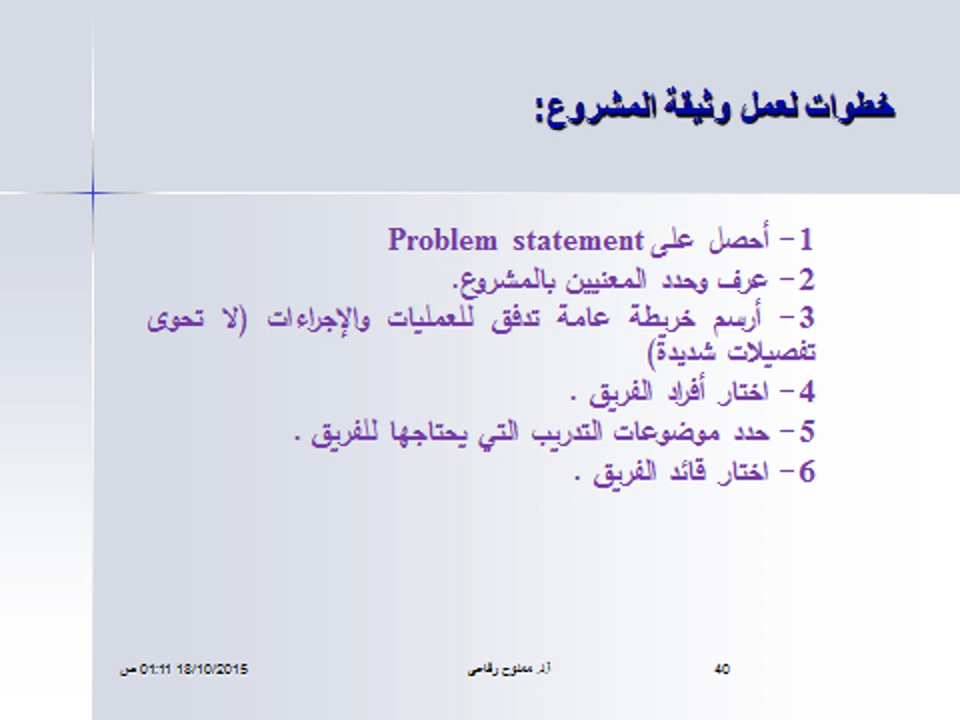 خطوات لعمل وثيقة المشروع:
1- أحصل على Problem statement
2- عرف وحدد المعنيين بالمشروع.
3- أرسم خريطة عامة تدفق للعمليات والإجراءات (لا تحوى
تفصيلات شديدة)
4- اختار أفراد الفريق .
5- حدد موضوعات التدريب التي يحتاجها للفريق .
6- اختار قائد الفريق .
40
أ.د. ممدوح رفاعي
18/10/2015 01:11 ص